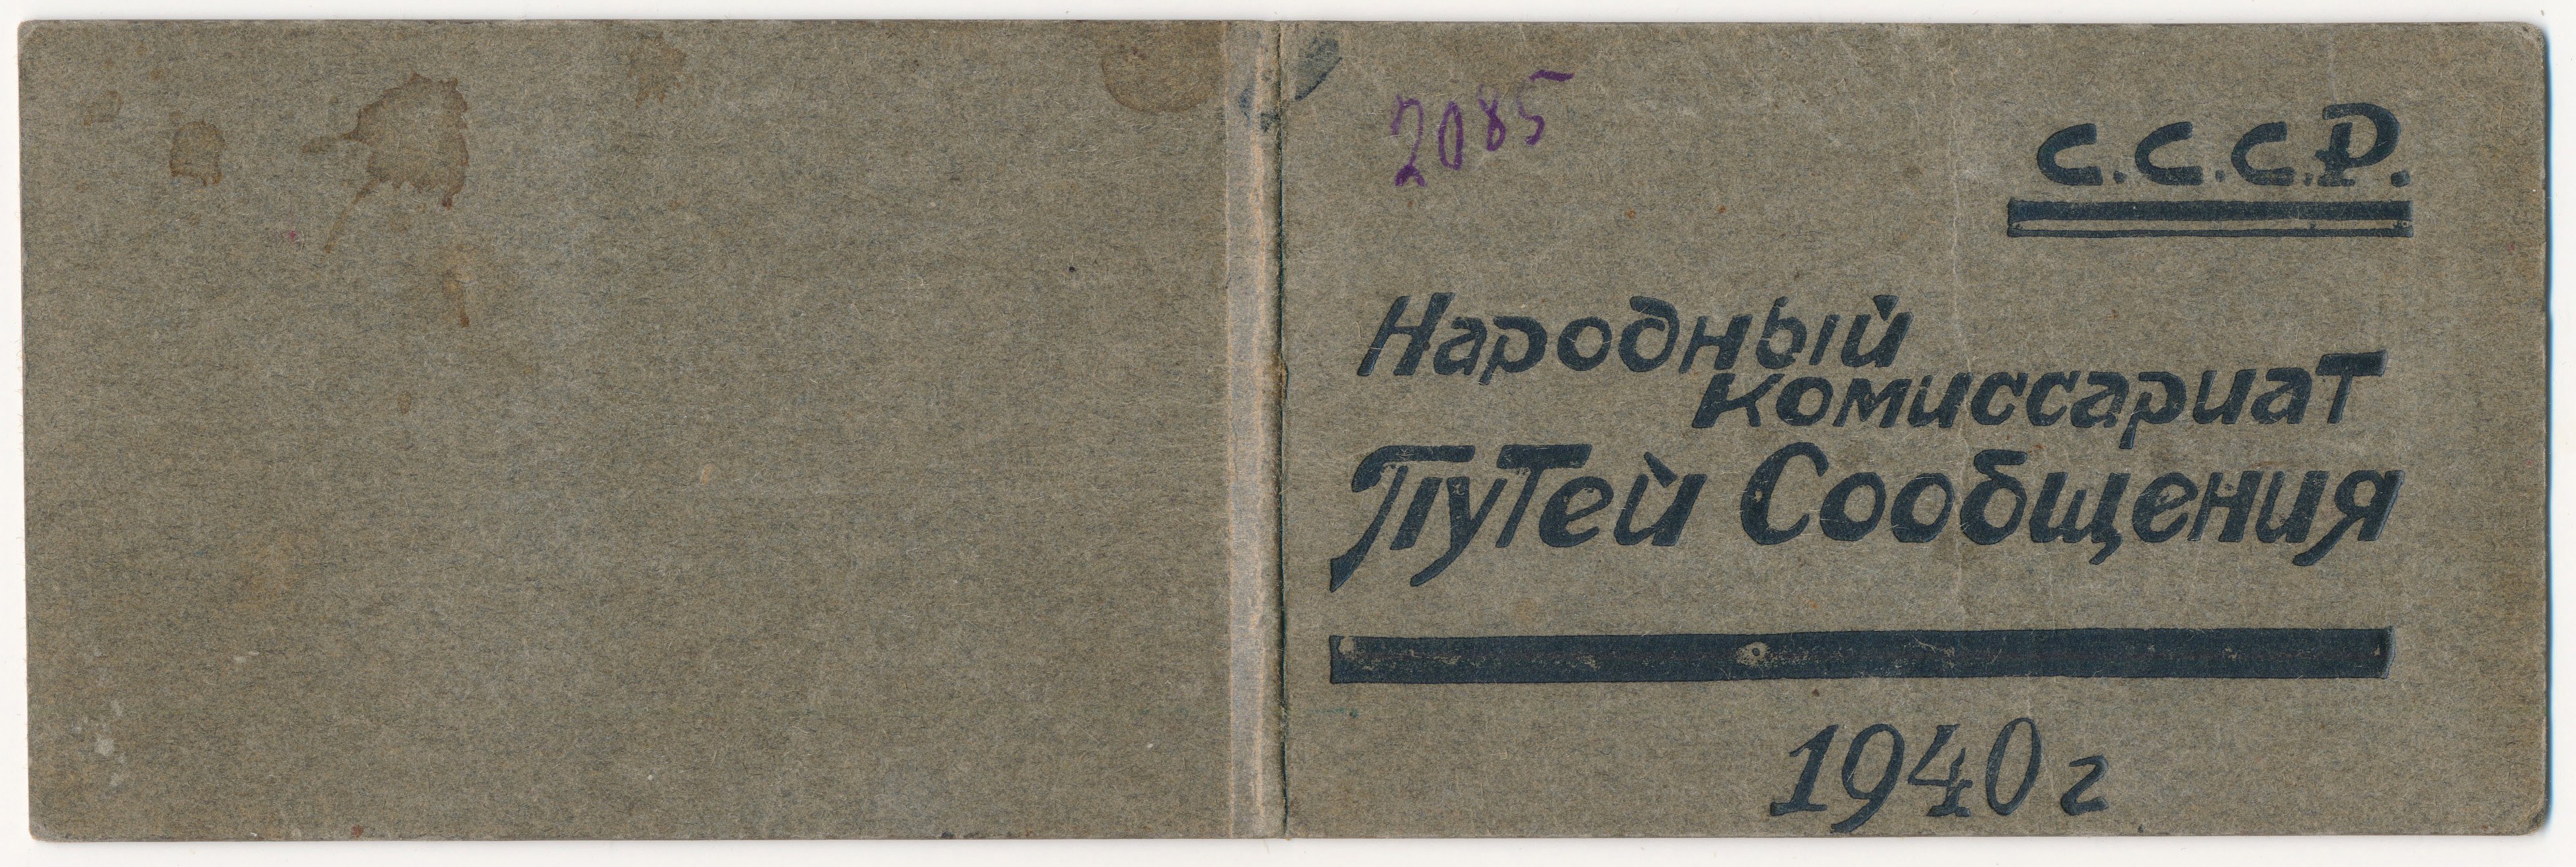 2085
С.С.С.Р.
Народный
комиссариат
Путей Сообщения
1940 г